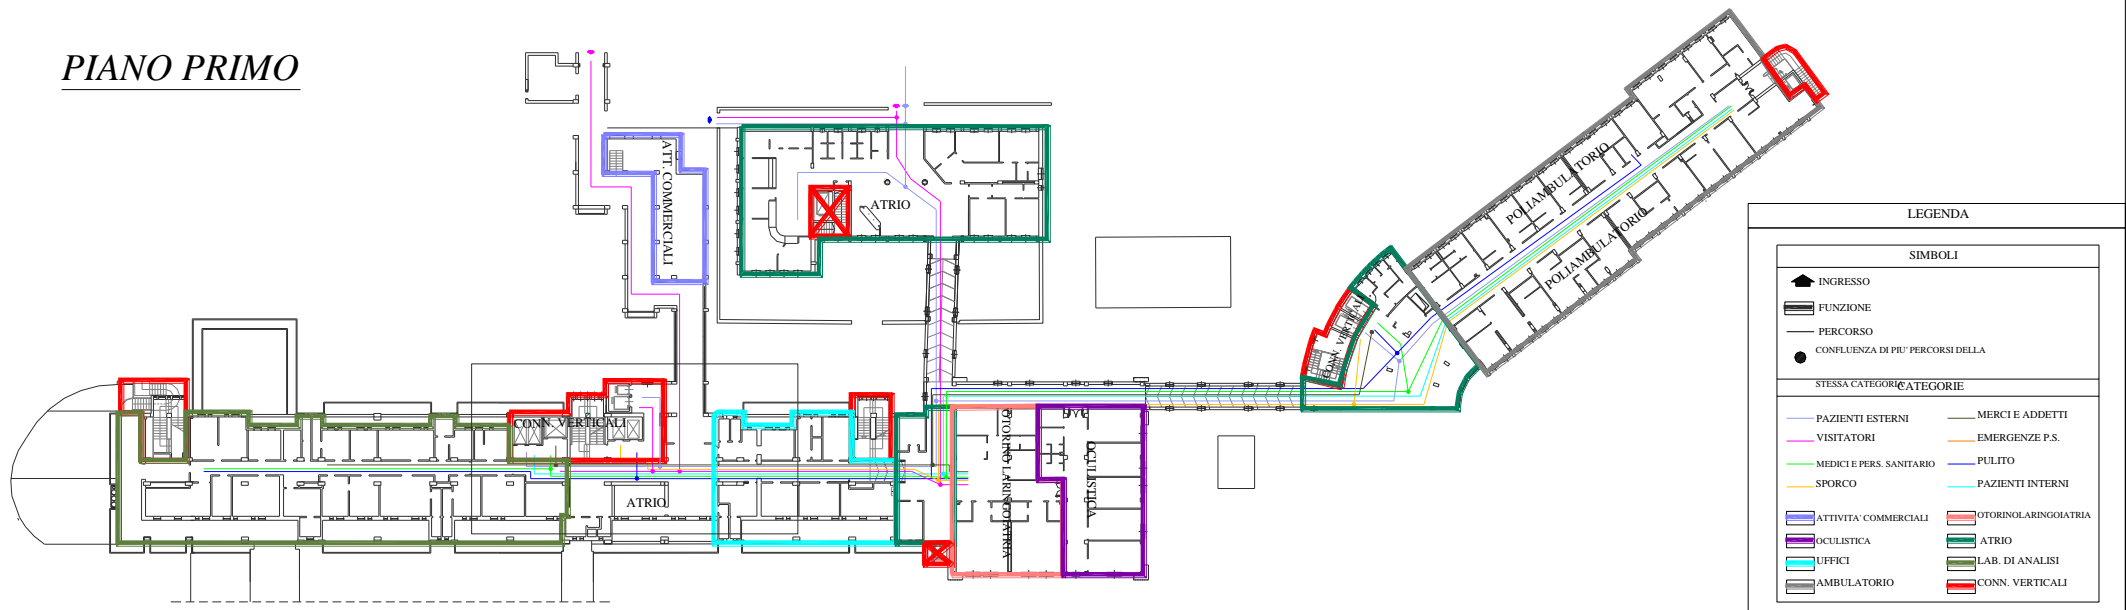 PIANO PRIMO
ATT. COMMERCIALI
ATRIO
POLIAMBULATORIO
POLIAMBULATORIO
CONN. VERTICALI
CONN. VERTICALI
ATRIO
OTORINO LARINGOIATRIA
OCULISTICA
LEGENDA
SIMBOLI
INGRESSO
FUNZIONE
PERCORSO
CONFLUENZA DI PIU' PERCORSI DELLA
STESSA CATEGORIA
CATEGORIE
PAZIENTI ESTERNI
MERCI E ADDETTI
VISITATORI
EMERGENZE P.S.
MEDICI E PERS. SANITARIO
PULITO
SPORCO
PAZIENTI INTERNI
ATTIVITA' COMMERCIALI
OTORINOLARINGOIATRIA
OCULISTICA
ATRIO
UFFICI
LAB. DI ANALISI
AMBULATORIO
CONN. VERTICALI